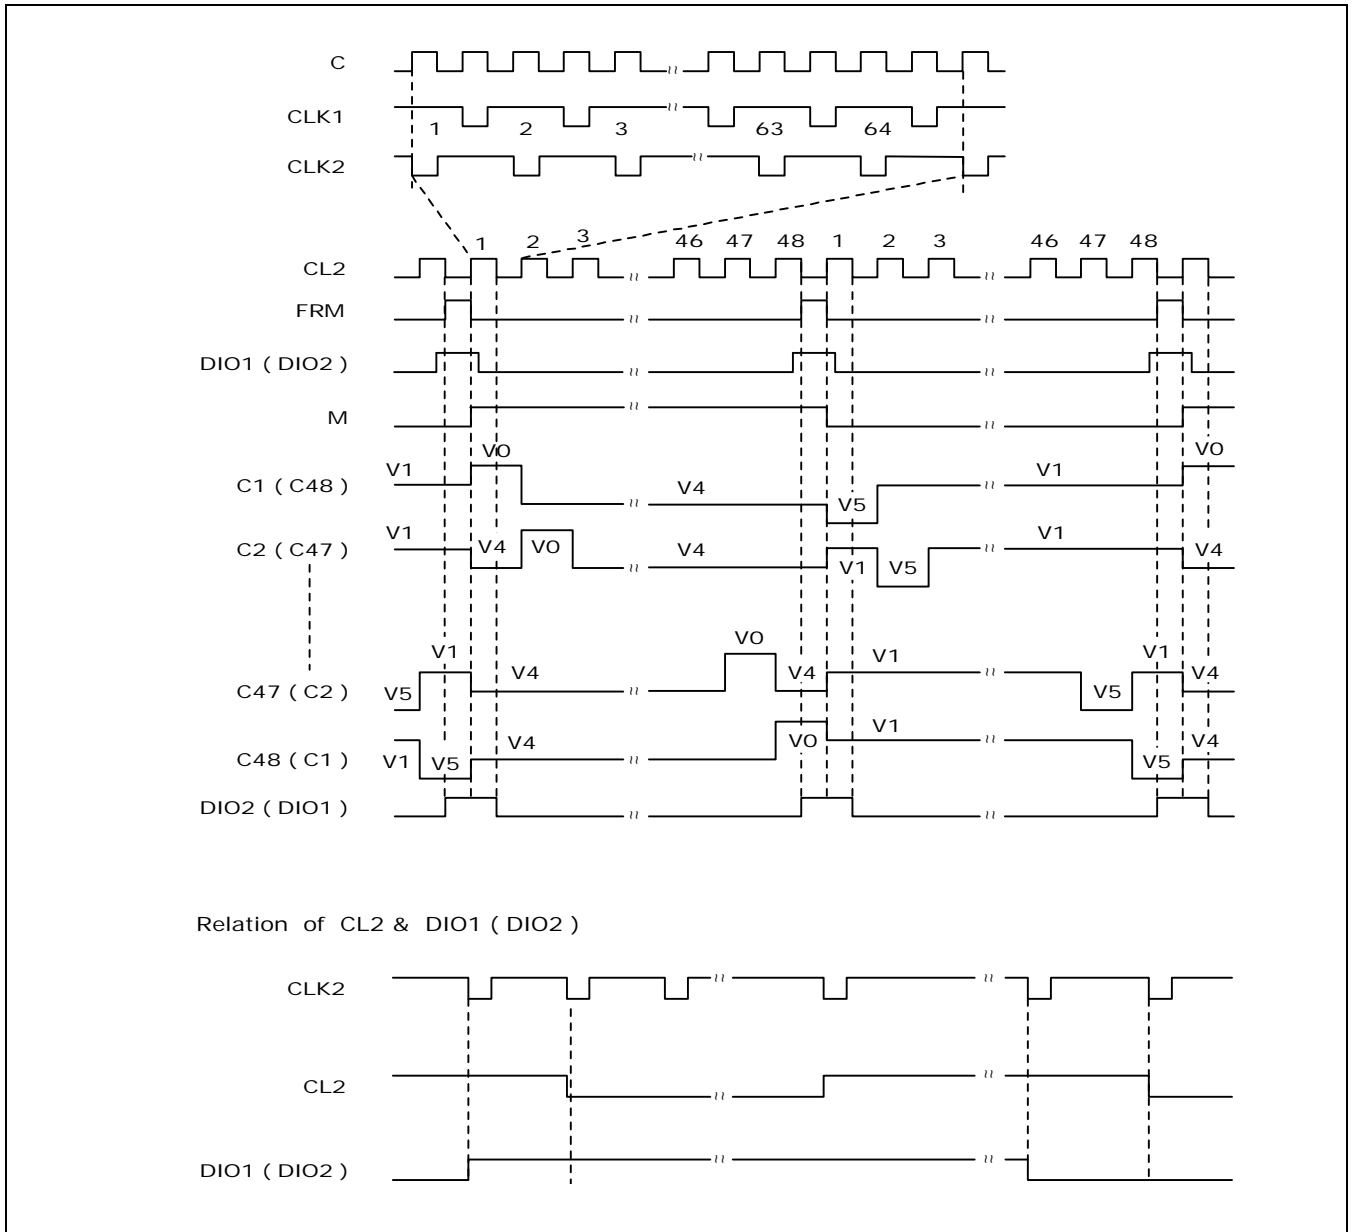 C
CLK1
1 2 3 63 64
CLK2
1 2 3 46 47 48 1 2 3 46 47 48
CL2
FRM
DIO1 ( DIO2 )
M
V0 V0
V1 V1
C1 ( C48 ) V4 V5
V1 V1
C2 ( C47 ) V4 V0 V4 V1 V5 V4
V0
V1 V1 V1
V4 V4 V4
C47 ( C2 ) V5 V5
V4 V0 V1 V4
C48 ( C1 ) V1 V5 V5
DIO2 ( DIO1 )
Relation of CL2 & DIO1 ( DIO2 )
CLK2
CL2
DIO1 ( DIO2 )